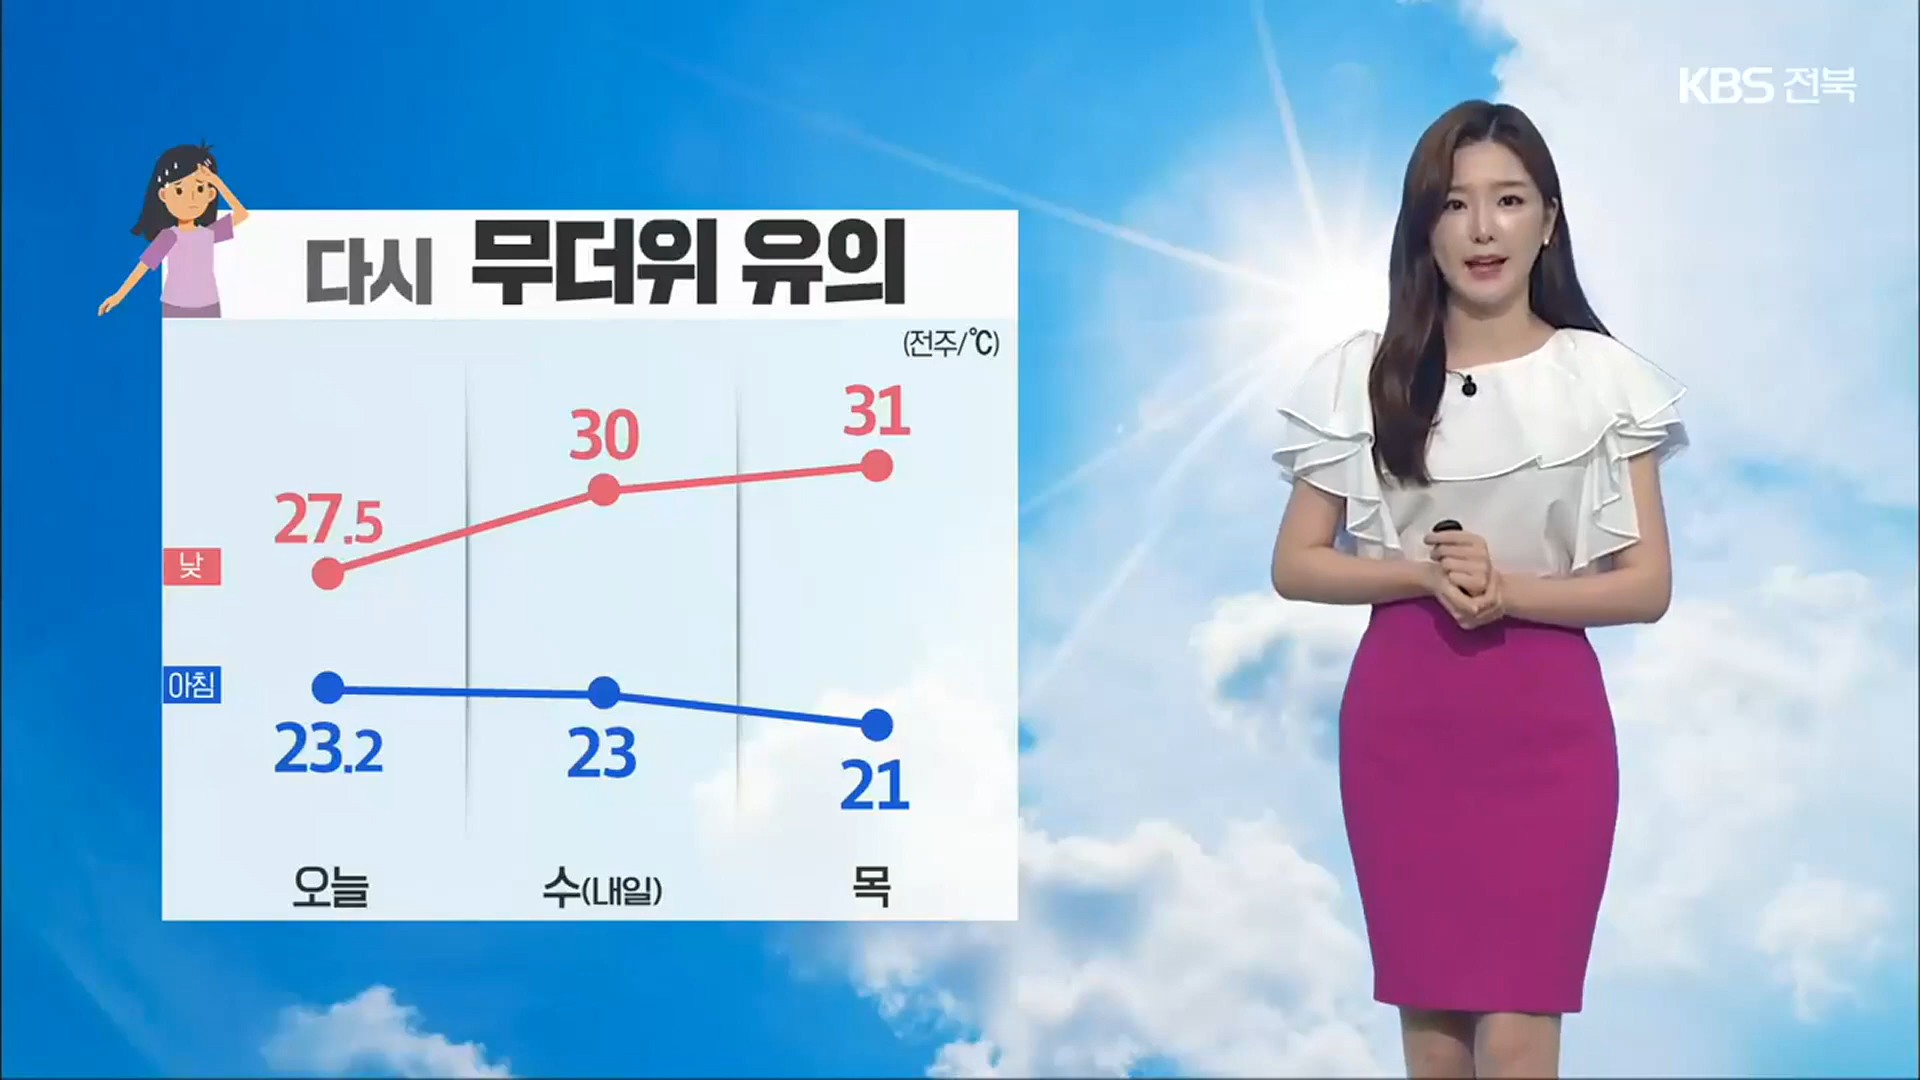 KBS 전북
다시 무더위 유의
(전주/℃)
27.5 30 31
낮
아침
23.2 23 21
오늘 수(내일) 목